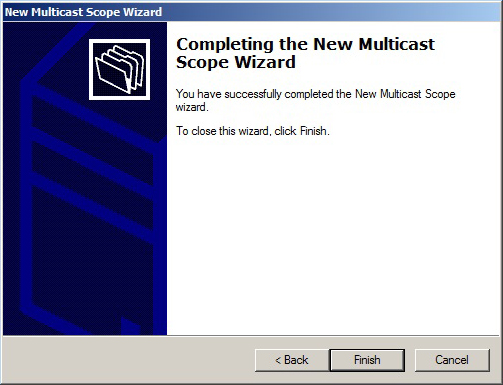 New Multicast Scope Wizard
Completing the New Multicast
Scope Wizard
You have successfully completed the New Multicast Scope
wizard.
To close this wizard, click Finish.
< Back
Finish
Cancel